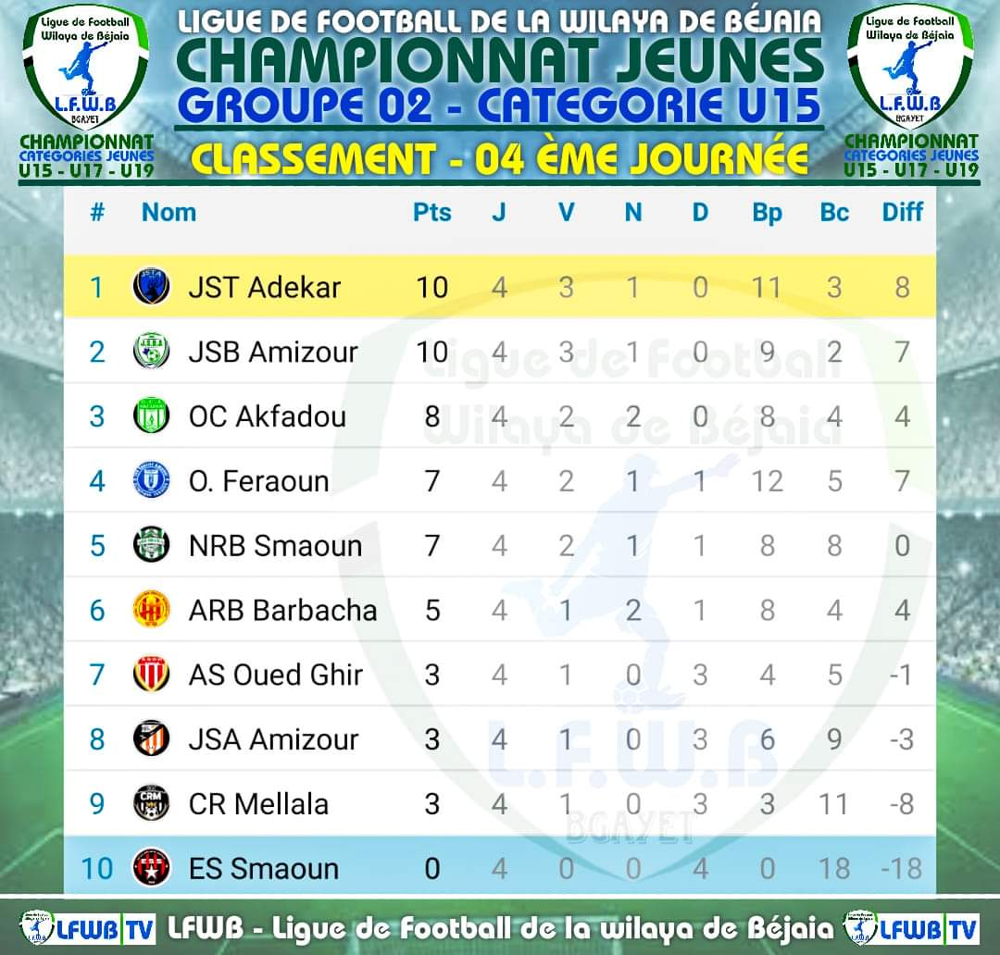 Ligue de Football
Wilaya de Béjaia
L.F.W.B
BGAYET
CHAMPIONNAT
CATEGORIES JEUNES
U15 - U17 - U19
LIGUE DE FOOTBALL DE LA WILAYA DE BÉJAIA
CHAMPIONNAT JEUNES
GROUPE 02 - CATEGORIE U15
CLASSEMENT - 04 ÈME JOURNÉE
Ligue de Football
Wilaya de Béjaia
L.F.W.B
BGAYET
CHAMPIONNAT
CATEGORIES JEUNES
U15 - U17 - U19
# Nom Pts J V N D Bp Bc Diff
1 JST Adekar 10 4 3 1 0 11 3 8
2 JSB Amizour 10 4 3 1 0 9 2 7
3 OC Akfadou 8 4 2 2 0 8 4 4
4 O. Feraoun 7 4 2 1 1 12 5 7
5 NRB Smaoun 7 4 2 1 1 8 8 0
6 ARB Barbacha 5 4 1 2 1 8 4 4
7 AS Oued Ghir 3 4 1 0 3 4 5 -1
8 JSA Amizour 3 4 1 0 3 6 9 -3
9 CRM CR Mellala 3 4 1 0 3 3 11 -8
10 ES Smaoun 0 4 0 0 4 0 18 -18
Ligue de Football
Wilaya de Béjaia
L.F.W.B
BGAYET
LFWB TV LFWB - Ligue de Football de la wilaya de Béjaia LFWB TV